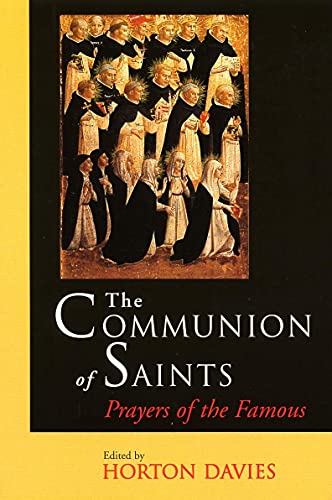 The
COMMUNION
of SAINTS
Prayers of the Famous
Edited by
HORTON DAVIES